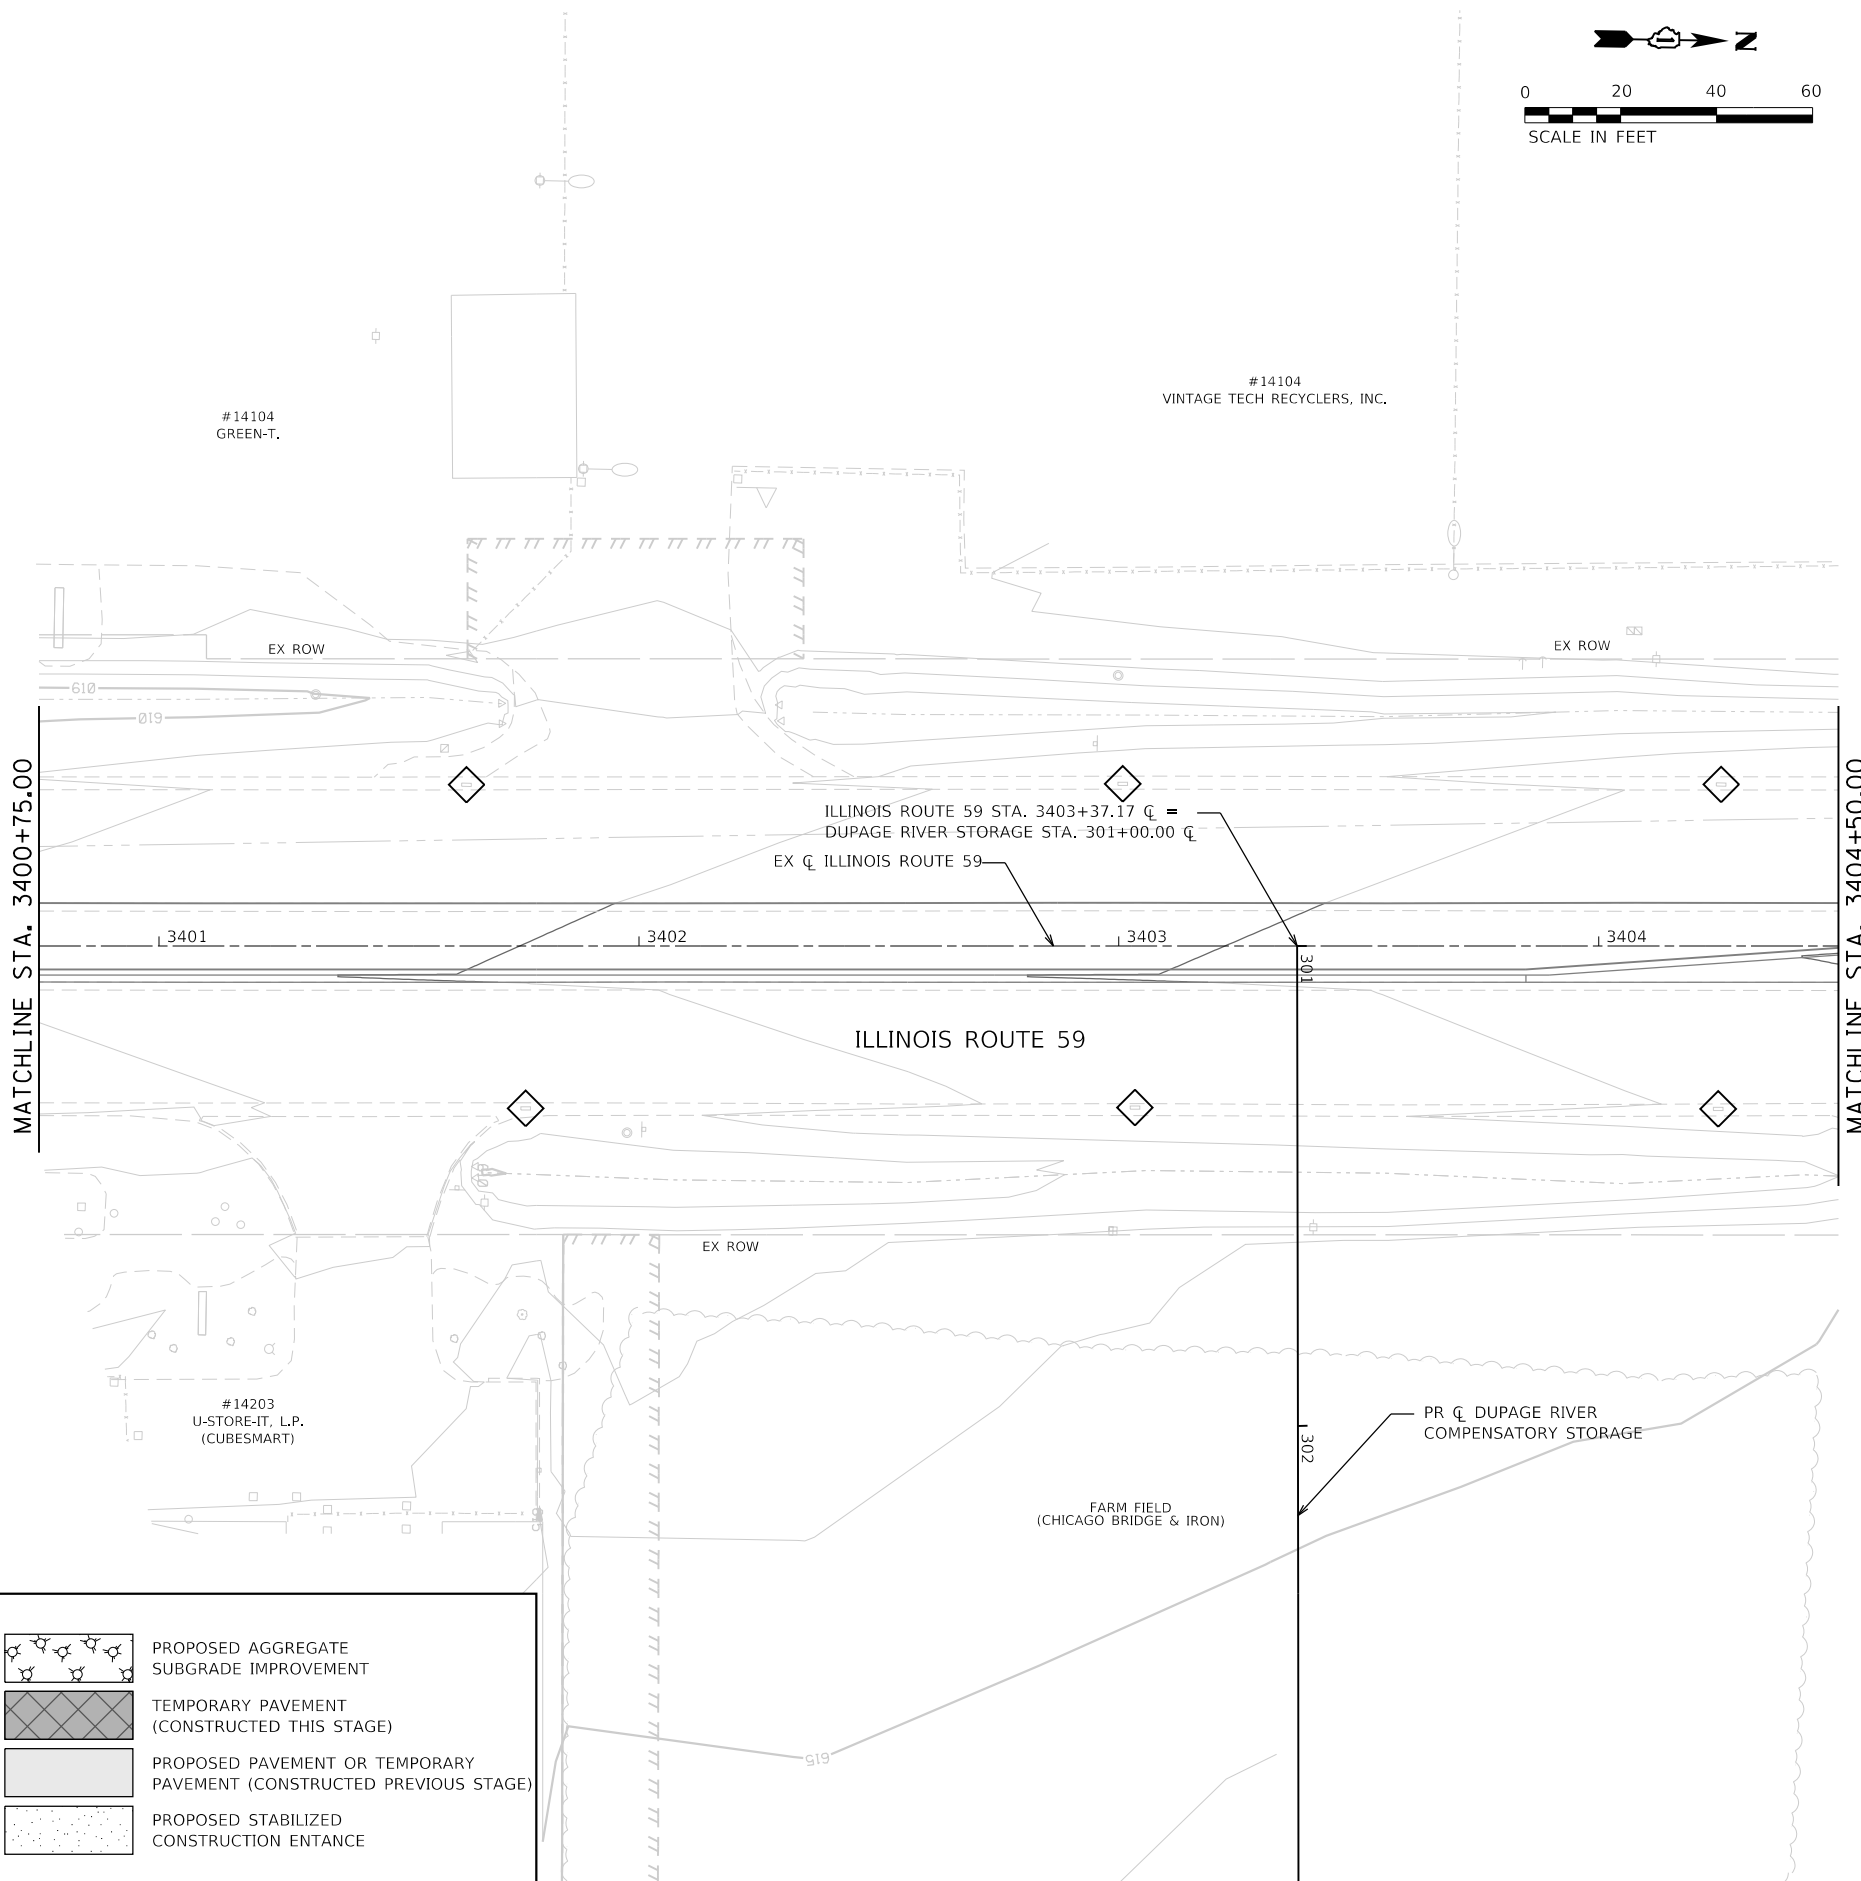 N
0 20 40 60
SCALE IN FEET
#14104
VINTAGE TECH RECYCLERS, INC.
#14104
GREEN-T.
EX ROW
EX ROW
610
610
ILLINOIS ROUTE 59 STA. 3403+37.17 ℄ =
DUPAGE RIVER STORAGE STA. 301+00.00 ℄
EX ℄ ILLINOIS ROUTE 59
MATCHLINE STA. 3400+75.00
MATCHLINE STA. 3404+50.00
3401
3402
3403
3404
301
ILLINOIS ROUTE 59
EX ROW
#14203
U-STORE-IT, L.P.
(CUBESMART)
PR ℄ DUPAGE RIVER
COMPENSATORY STORAGE
302
FARM FIELD
(CHICAGO BRIDGE & IRON)
615
PROPOSED AGGREGATE
SUBGRADE IMPROVEMENT
TEMPORARY PAVEMENT
(CONSTRUCTED THIS STAGE)
PROPOSED PAVEMENT OR TEMPORARY
PAVEMENT (CONSTRUCTED PREVIOUS STAGE)
PROPOSED STABILIZED
CONSTRUCTION ENTANCE